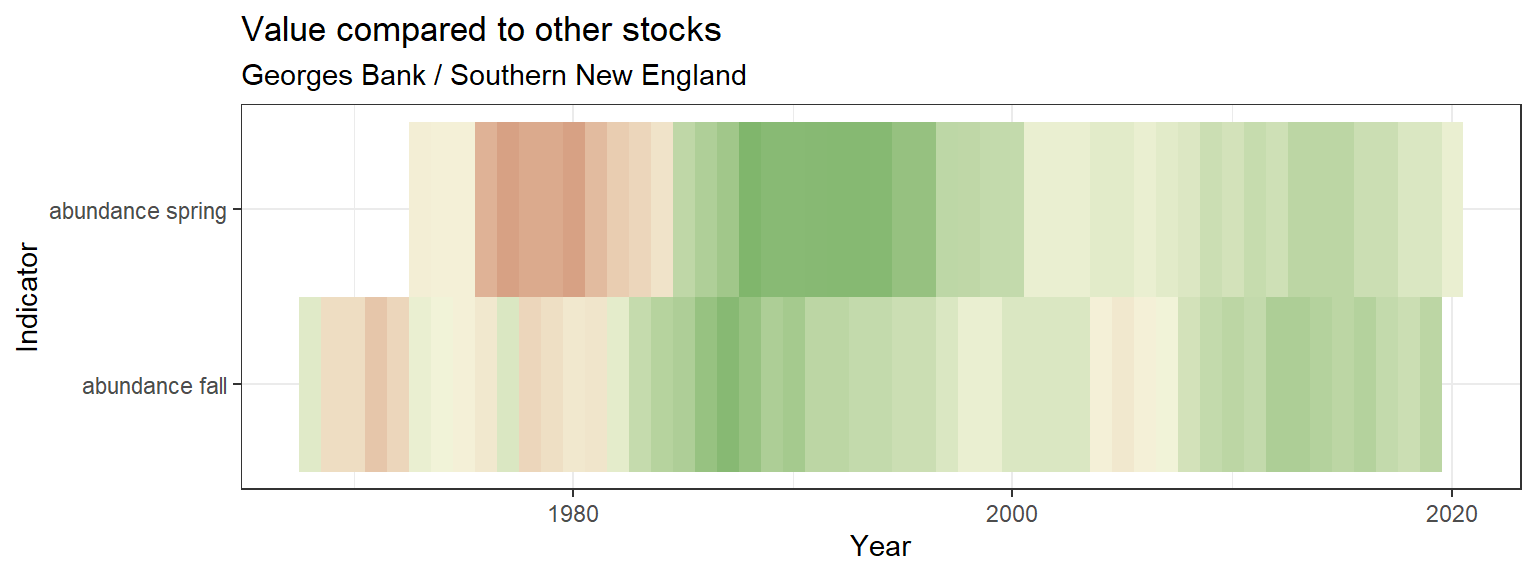 Value compared to other stocks
Georges Bank / Southern New England
Indicator
abundance spring
abundance fall
1980
2000
2020
Year